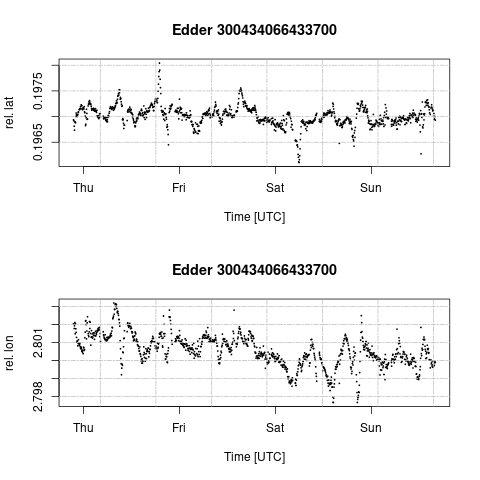 Edder 300434066433700
rel. lat
0.1975
0.1965
Thu Fri Sat Sun
Time [UTC]
Edder 300434066433700
rel. lon
2.801
2.798
Thu Fri Sat Sun
Time [UTC]